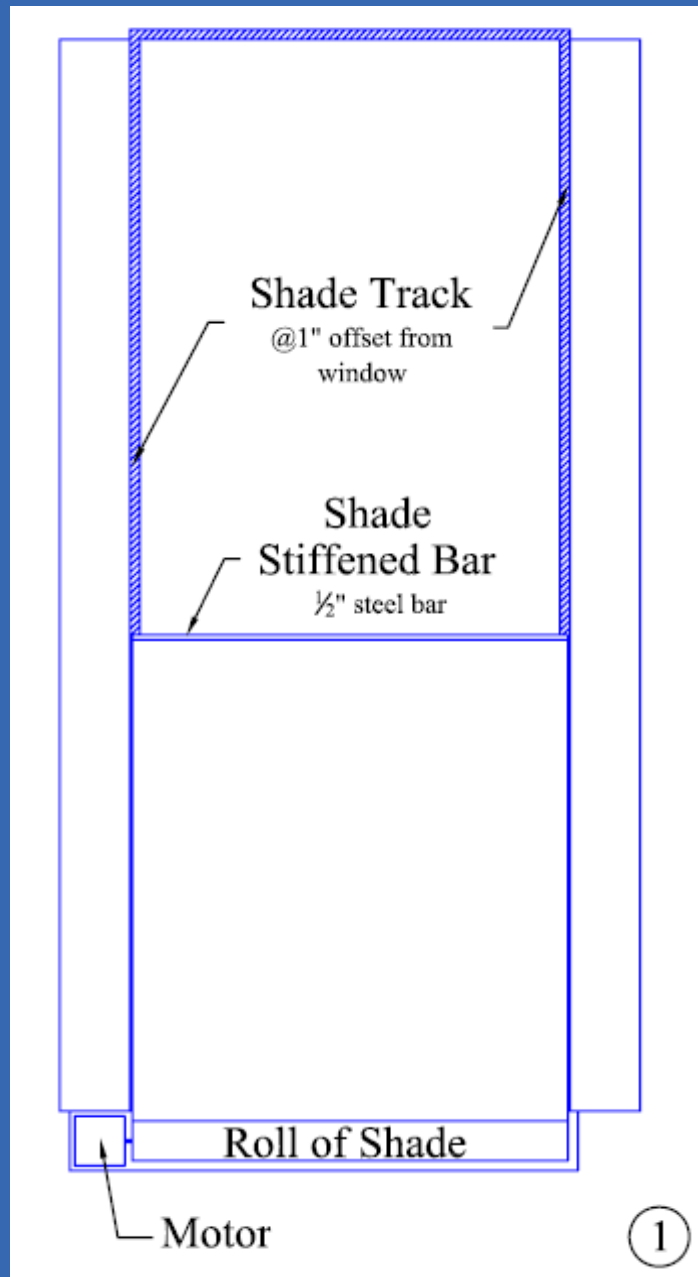 Shade Track
@1" offset from
window
Shade
Stiffened Bar
½" steel bar
Roll of Shade
Motor
1